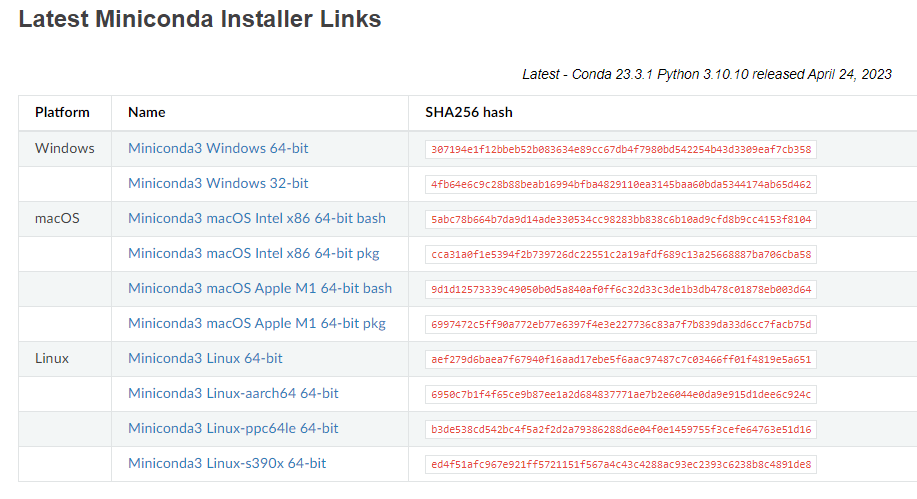 Latest Miniconda Installer Links
Latest - Conda 23.3.1 Python 3.10.10 released April 24, 2023
Platform Name SHA256 hash
Windows Miniconda3 Windows 64-bit 307194e1f12bbeb52b083634e89cc67db4f7980bd542254b43d3309eaf7cb358
Miniconda3 Windows 32-bit 4fb64e6c9c28b88beab16994bfba4829110ea3145baa60bda5344174ab65d462
macOS Miniconda3 macOS Intel x86 64-bit bash 5abc78b664b7da9d14ade330534cc98283bb838c6b10ad9cfd8b9cc4153f8104
Miniconda3 macOS Intel x86 64-bit pkg cca31a0f1e5394f2b739726dc22551c2a19afdf689c13a25668887ba706cba58
Miniconda3 macOS Apple M1 64-bit bash 9d1d12573339c49050b0d5a840af0ff6c32d33c3de1b3db478c01878eb003d64
Miniconda3 macOS Apple M1 64-bit pkg 6997472c5ff90a772eb77e6397f4e3e227736c83a7f7b839da33d6cc7facb75d
Linux Miniconda3 Linux 64-bit aef279d6baea7f67940f16aad17ebe5f6aac97487c7c03466ff01f4819e5a651
Miniconda3 Linux-aarch64 64-bit 6950c7b1f4f65ce9b87ee1a2d684837771ae7b2e6044e0da9e915d1dee6c924c
Miniconda3 Linux-ppc64le 64-bit b3de538cd542bc4f5a2f2d2a79386288d6e04f0e1459755f3cefe64763e51d16
Miniconda3 Linux-s390x 64-bit ed4f51afc967e921ff5721151f567a4c43c4288ac93ec2393c6238b8c4891de8